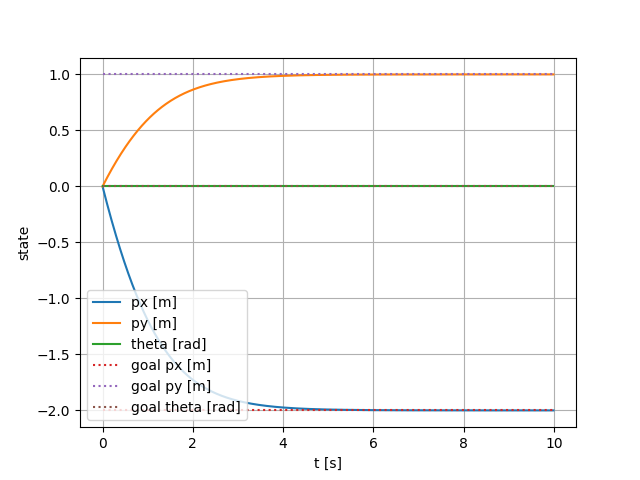 1.0
0.5
0.0
−0.5
−1.0
−1.5
−2.0
state
px [m]
py [m]
theta [rad]
goal px [m]
goal py [m]
goal theta [rad]
0 2 4 6 8 10
t [s]